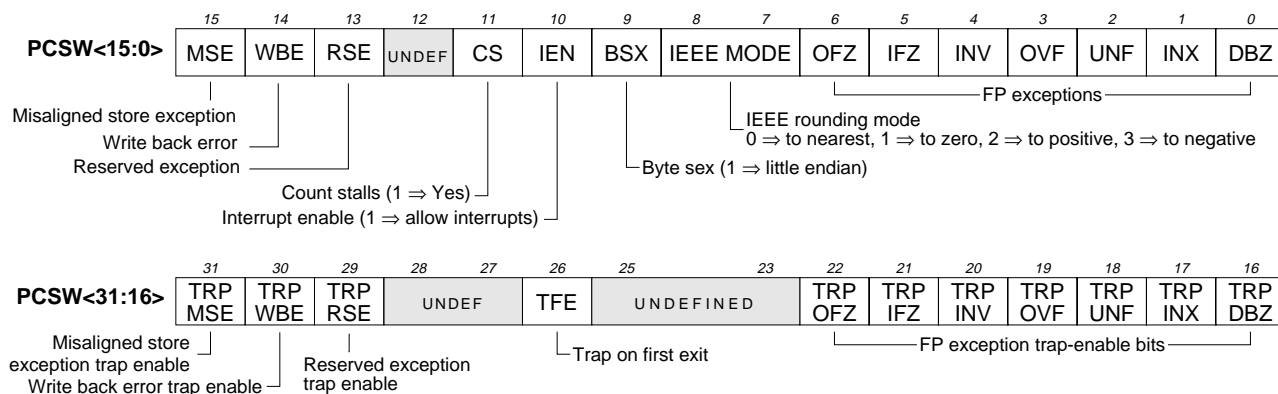 15 14 13 12 11 10 9 8 7 6 5 4 3 2 1 0
PCSW<15:0> MSE WBE RSE UNDEF CS IEN BSX IEEE MODE OFZ IFZ INV OVF UNF INX DBZ
FP exceptions
Misaligned store exception
IEEE rounding mode
Write back error
0 ⇒ to nearest, 1 ⇒ to zero, 2 ⇒ to positive, 3 ⇒ to negative
Reserved exception
Byte sex (1 ⇒ little endian)
Count stalls (1 ⇒ Yes)
Interrupt enable (1 ⇒ allow interrupts)
31 30 29 28 27 26 25 23 22 21 20 19 18 17 16
PCSW<31:16> TRP MSE TRP WBE TRP RSE UNDEF TFE UNDEFINED TRP OFZ TRP IFZ TRP INV TRP OVF TRP UNF TRP INX TRP DBZ
Misaligned store
exception trap enable
Write back error trap enable
Reserved exception
trap enable
Trap on first exit
FP exception trap-enable bits